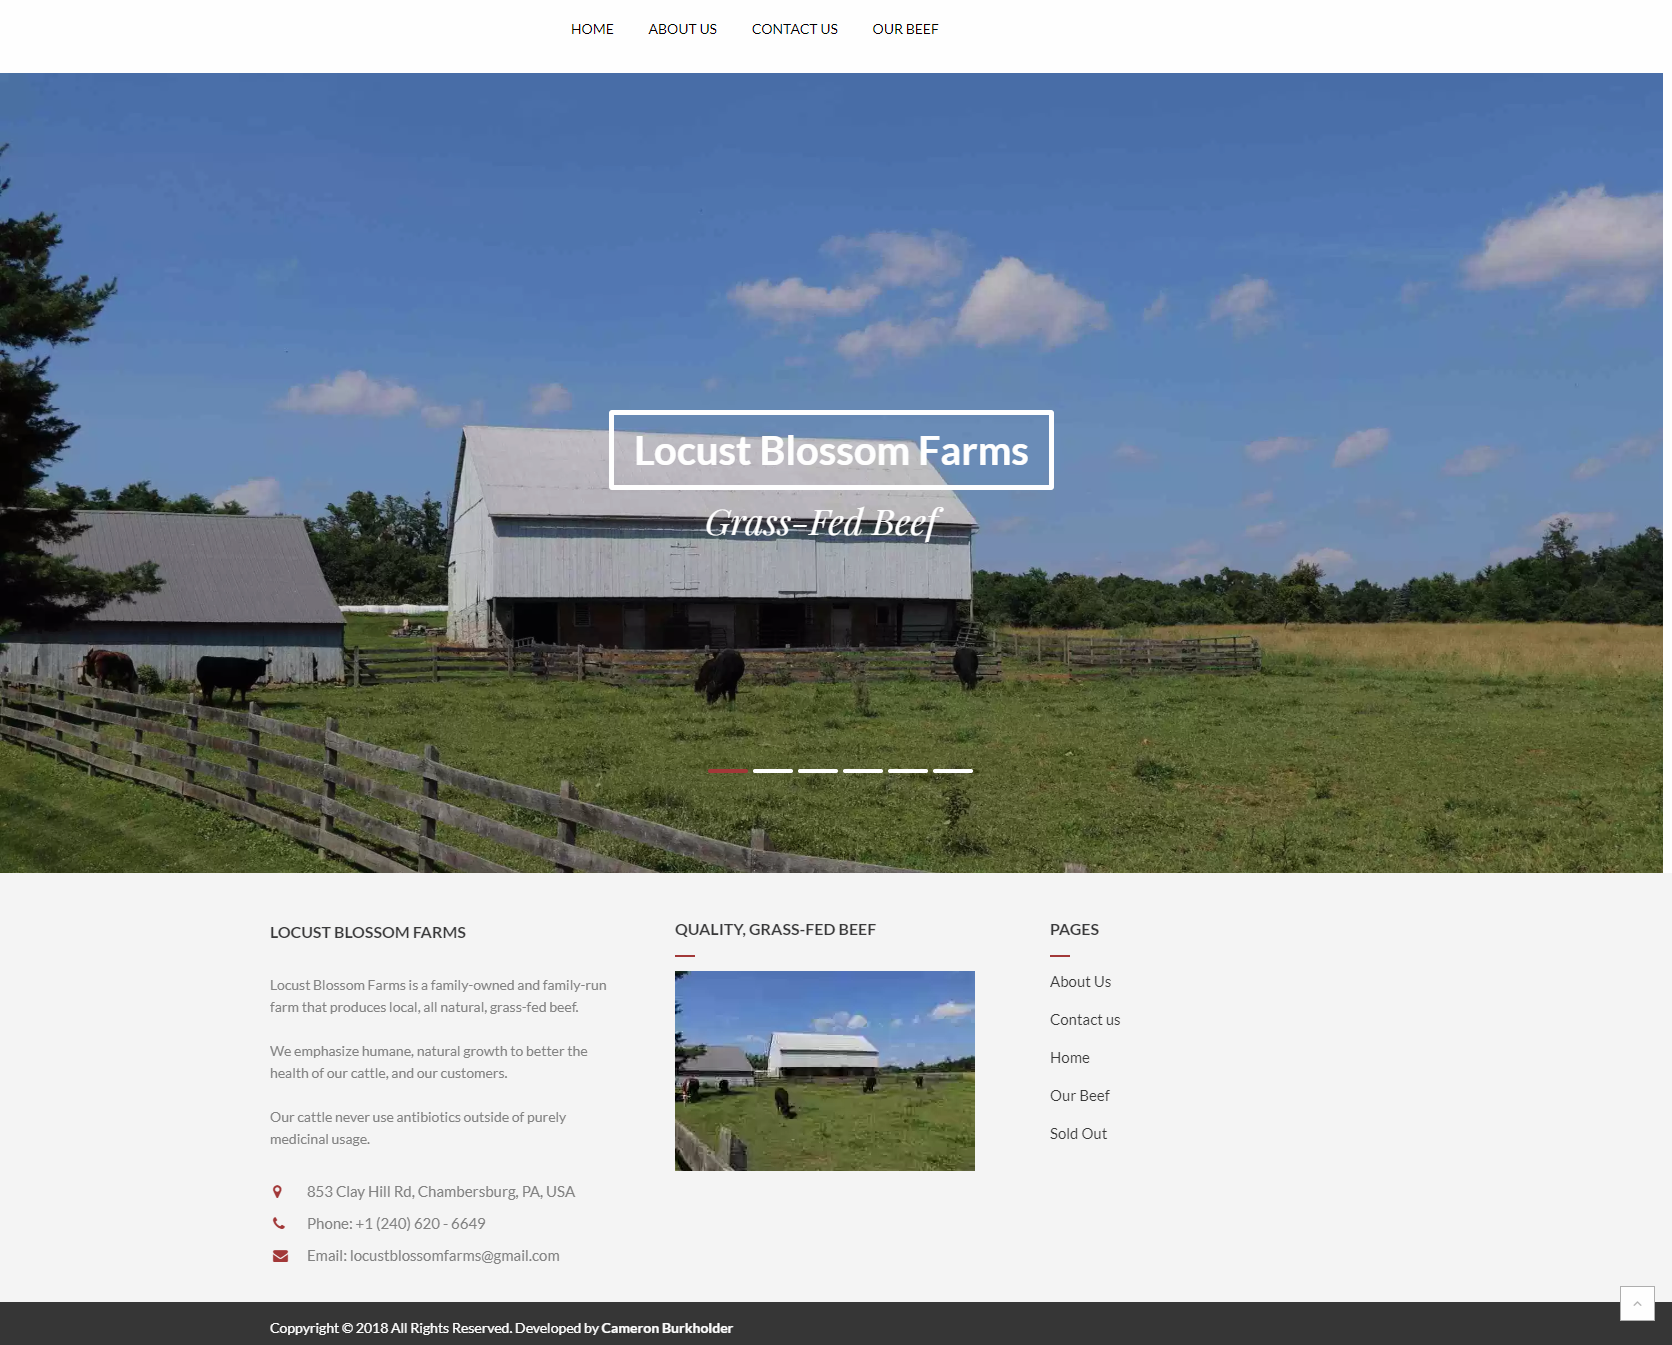 HOME ABOUT US CONTACT US OUR BEEF
Locust Blossom Farms
Grass-Fed Beef
LOCUST BLOSSOM FARMS
Locust Blossom Farms is a family-owned and family-run
farm that produces local, all natural, grass-fed beef.
We emphasize humane, natural growth to better the
health of our cattle, and our customers.
Our cattle never use antibiotics outside of purely
medicinal usage.
853 Clay Hill Rd, Chambersburg, PA, USA
Phone: +1 (240) 620 - 6649
Email: locustblossomfarms@gmail.com
QUALITY, GRASS-FED BEEF
PAGES
About Us
Contact us
Home
Our Beef
Sold Out
Coppyright © 2018 All Rights Reserved. Developed by Cameron Burkholder